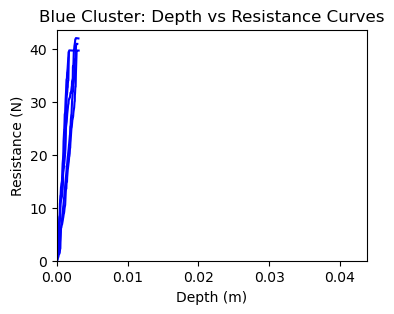 Blue Cluster: Depth vs Resistance Curves
Resistance (N)
40
30
20
10
0
0.00 0.01 0.02 0.03 0.04
Depth (m)